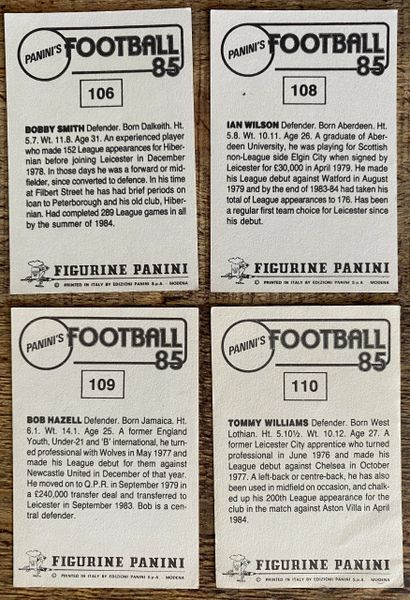 PANINI'S
FOOTBALL
85
106
BOBBY SMITH Defender. Born Dalkeith. Ht.
5.7. Wt. 11.8. Age 31. An experienced player
who made 152 League appearances for Hiber-
nian before joining Leicester in December
1978. In those days he was a forward or mid-
fielder, since converted to defence. In his time
at Filbert Street he has had brief periods on
loan to Peterborough and his old club, Hiber-
nian. Had completed 289 League games in all
by the summer of 1984.
FIGURINE PANINI
© PRINTED IN ITALY BY EDIZIONI PANINI S.p.A. - MODENA
PANINI'S
FOOTBALL
85
108
IAN WILSON Defender. Born Aberdeen. Ht.
5.8. Wt. 10.11. Age 26. A graduate of Aber-
deen University, he was playing for Scottish
non-League side Elgin City when signed by
Leicester for £30,000 in April 1979. He made
his League debut against Watford in August
1979 and by the end of 1983-84 had taken his
total of League appearances to 176. Has been
a regular first team choice for Leicester since
his debut.
FIGURINE PANINI
© PRINTED IN ITALY BY EDIZIONI PANINI S.p.A. - MODENA
PANINI'S
FOOTBALL
85
109
BOB HAZELL Defender. Born Jamaica. Ht.
6.1. Wt. 14.1. Age 25. A former England
Youth, Under-21 and 'B' international, he tur-
ned professional with Wolves in May 1977 and
made his League debut for them against
Newcastle United in December of that year.
He moved on to Q.P.R. in September 1979 in
a £240,000 transfer deal and transferred to
Leicester in September 1983. Bob is a cen-
tral defender.
FIGURINE PANINI
© PRINTED IN ITALY BY EDIZIONI PANINI S.p.A. - MODENA
PANINI'S
FOOTBALL
85
110
TOMMY WILLIAMS Defender. Born West
Lothian. Ht. 5.10½. Wt. 10.12. Age 27. A
former Leicester City apprentice who turned
professional in June 1976 and made his
League debut against Chelsea in October
1977. A left-back or centre-back, he has also
been used in midfield on occasion, and chalk-
ed up his 200th League appearance for the
club in the match against Aston Villa in April
1984.
FIGURINE PANINI
© PRINTED IN ITALY BY EDIZIONI PANINI S.p.A. - MODENA